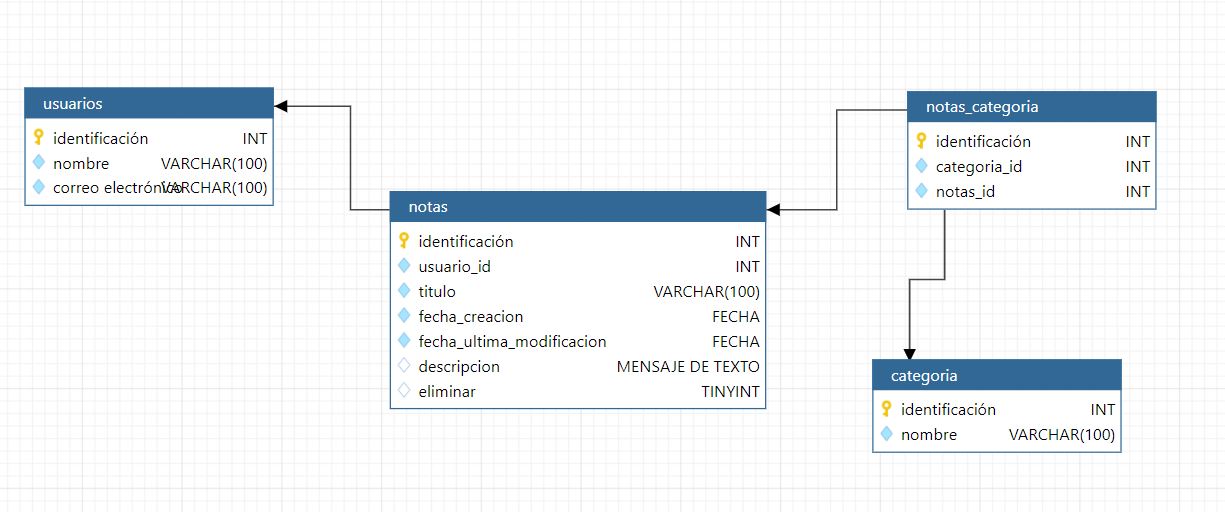 usuarios
identificación INT
nombre VARCHAR(100)
correo electrónico VARCHAR(100)
notas
identificación INT
usuario_id INT
titulo VARCHAR(100)
fecha_creacion FECHA
fecha_ultima_modificacion FECHA
descripcion MENSAJE DE TEXTO
eliminar TINYINT
notas_categoria
identificación INT
categoria_id INT
notas_id INT
categoria
identificación INT
nombre VARCHAR(100)